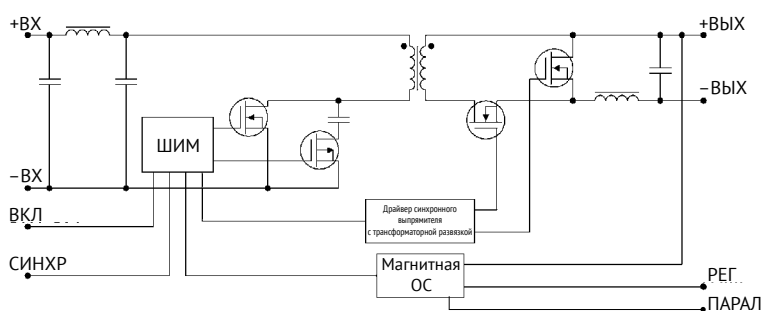 +ВХ
+ВЫХ
−ВЫХ
ШИМ
−ВХ
ВКЛ
Драйвер синхронного
выпрямителя
с трансформаторной развязкой
СИНХР
Магнитная
ОС
РЕГ
ПАРАЛ